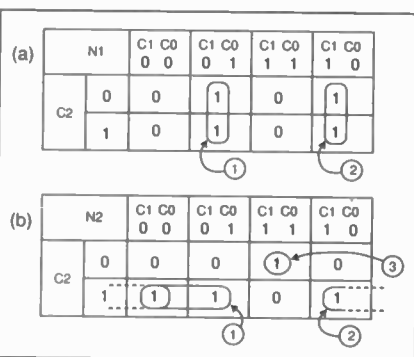 (a)
N1 C1 C0 C1 C0 C1 C0 C1 C0
0 0 0 1 1 1 1 0
C2 0 0 1 0 1
1 0 1 0 1
1 2
(b)
N2 C1 C0 C1 C0 C1 C0 C1 C0
0 0 0 1 1 1 1 0
C2 0 0 0 1 0
3
1 1 1 0 1
1 2